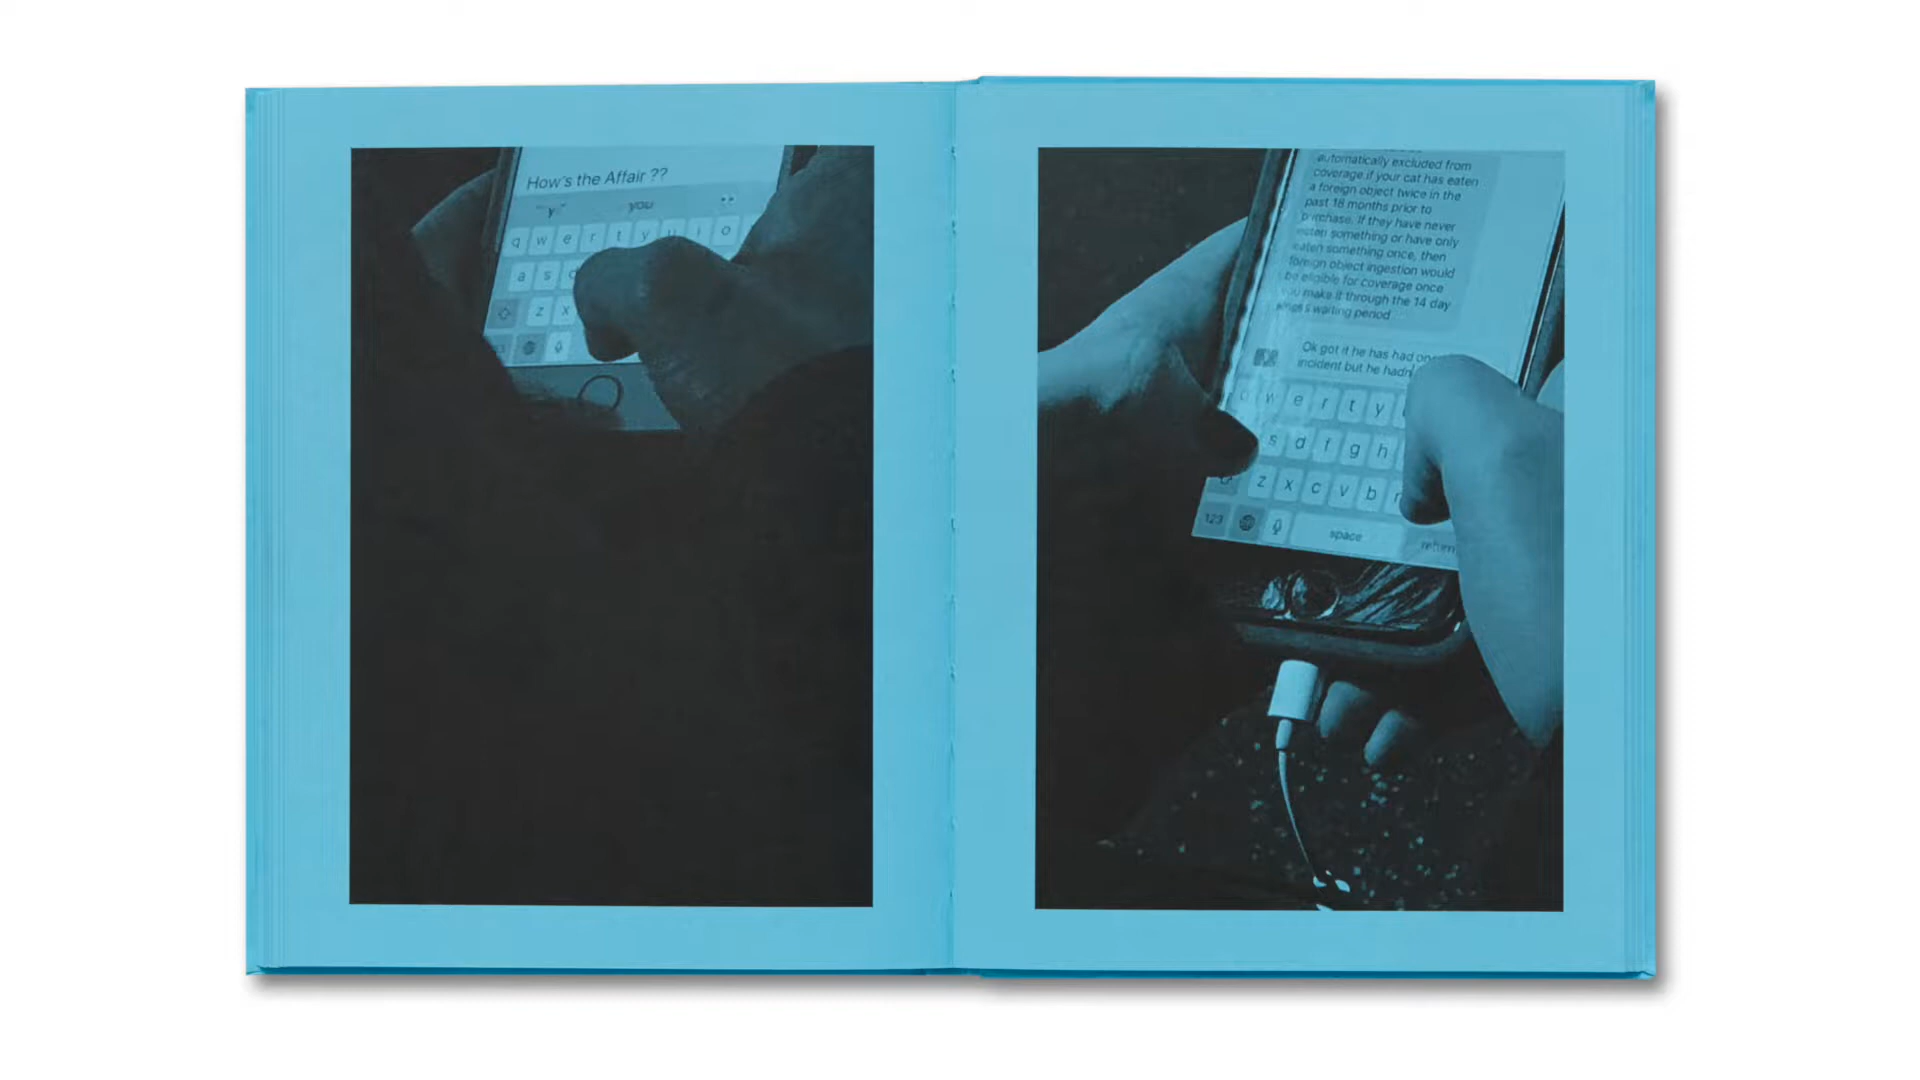 How's the Affair ??
"y" you 👀
q w e r t y u i o
a s d
z x
automatically excluded from
coverage if your cat has eaten
a foreign object twice in the
past 18 months prior to
purchase. If they have never
eaten something or have only
eaten something once, then
foreign object ingestion would
be eligible for coverage once
you make it through the 14 day
waiting period
Ok got it he has had
incident but he
q w e r t y
s d f g h
z x c v b
123 space return